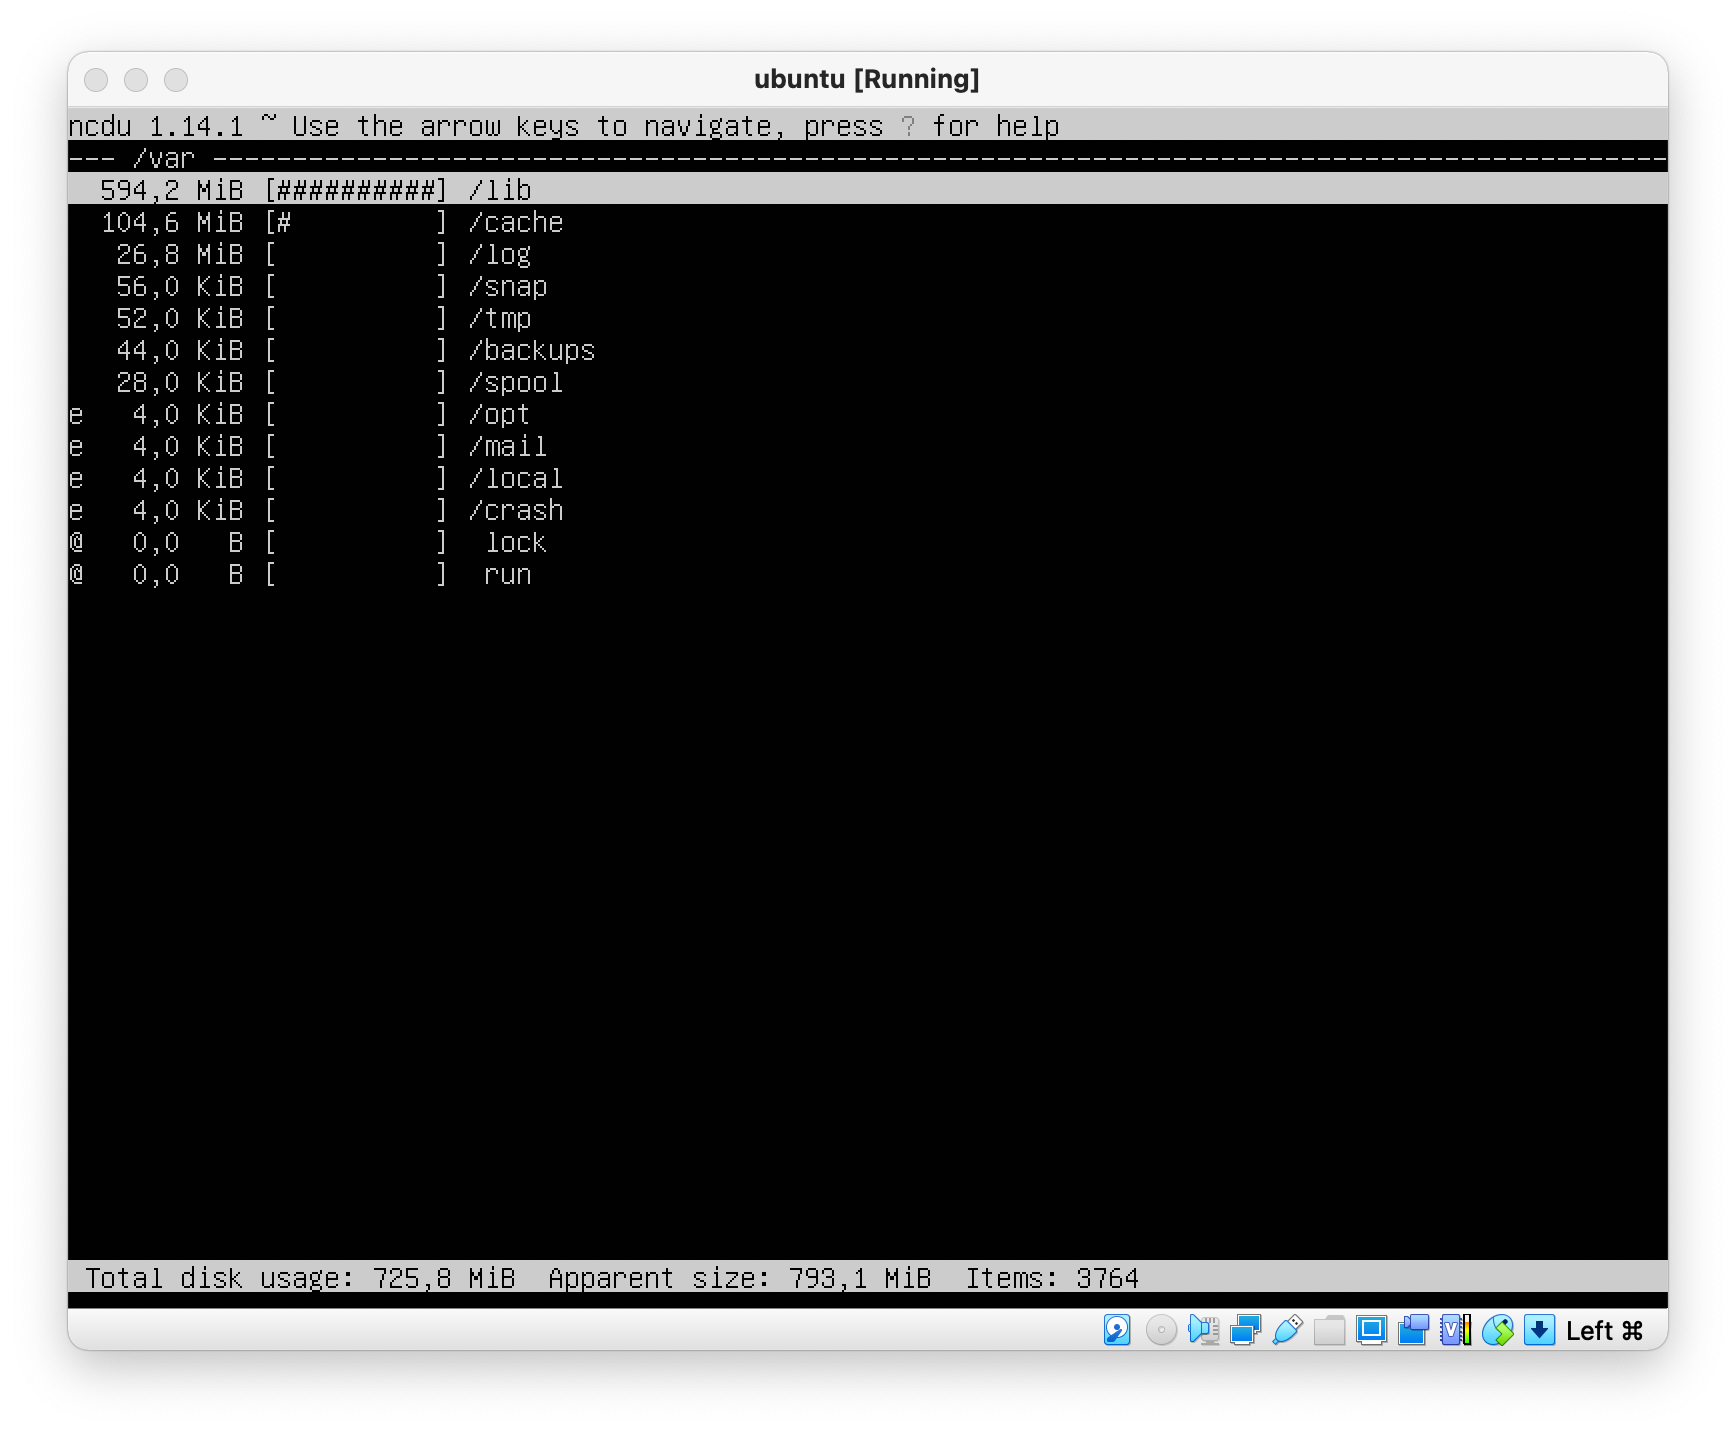 ubuntu [Running]
ncdu 1.14.1 ~ Use the arrow keys to navigate, press ? for help
--- /var -------------------------------------------------------------------------------------------
  594,2 MiB [##########] /lib
  104,6 MiB [#         ] /cache
   26,8 MiB [          ] /log
   56,0 KiB [          ] /snap
   52,0 KiB [          ] /tmp
   44,0 KiB [          ] /backups
   28,0 KiB [          ] /spool
e   4,0 KiB [          ] /opt
e   4,0 KiB [          ] /mail
e   4,0 KiB [          ] /local
e   4,0 KiB [          ] /crash
@   0,0   B [          ]  lock
@   0,0   B [          ]  run
Total disk usage: 725,8 MiB  Apparent size: 793,1 MiB  Items: 3764
Left ⌘